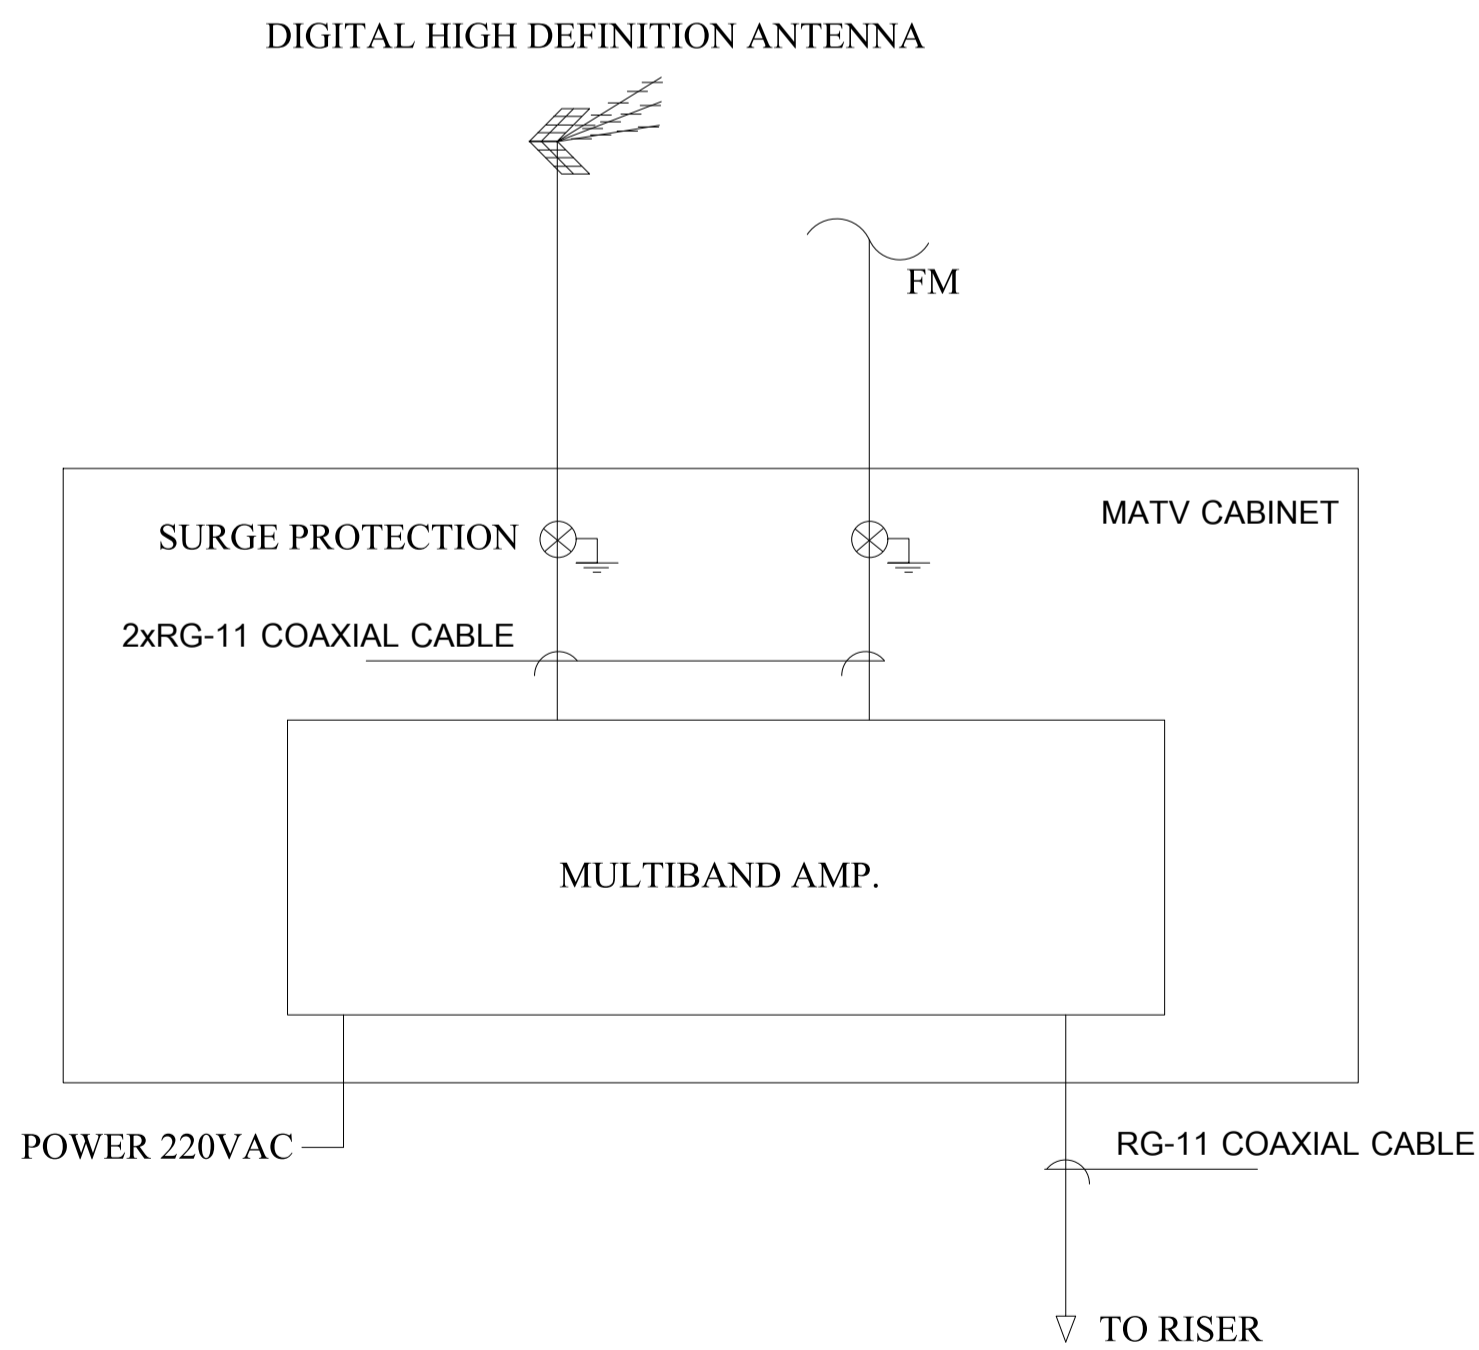 DIGITAL HIGH DEFINITION ANTENNA
FM
MATV CABINET
SURGE PROTECTION
2xRG-11 COAXIAL CABLE
MULTIBAND AMP.
POWER 220VAC
RG-11 COAXIAL CABLE
TO RISER